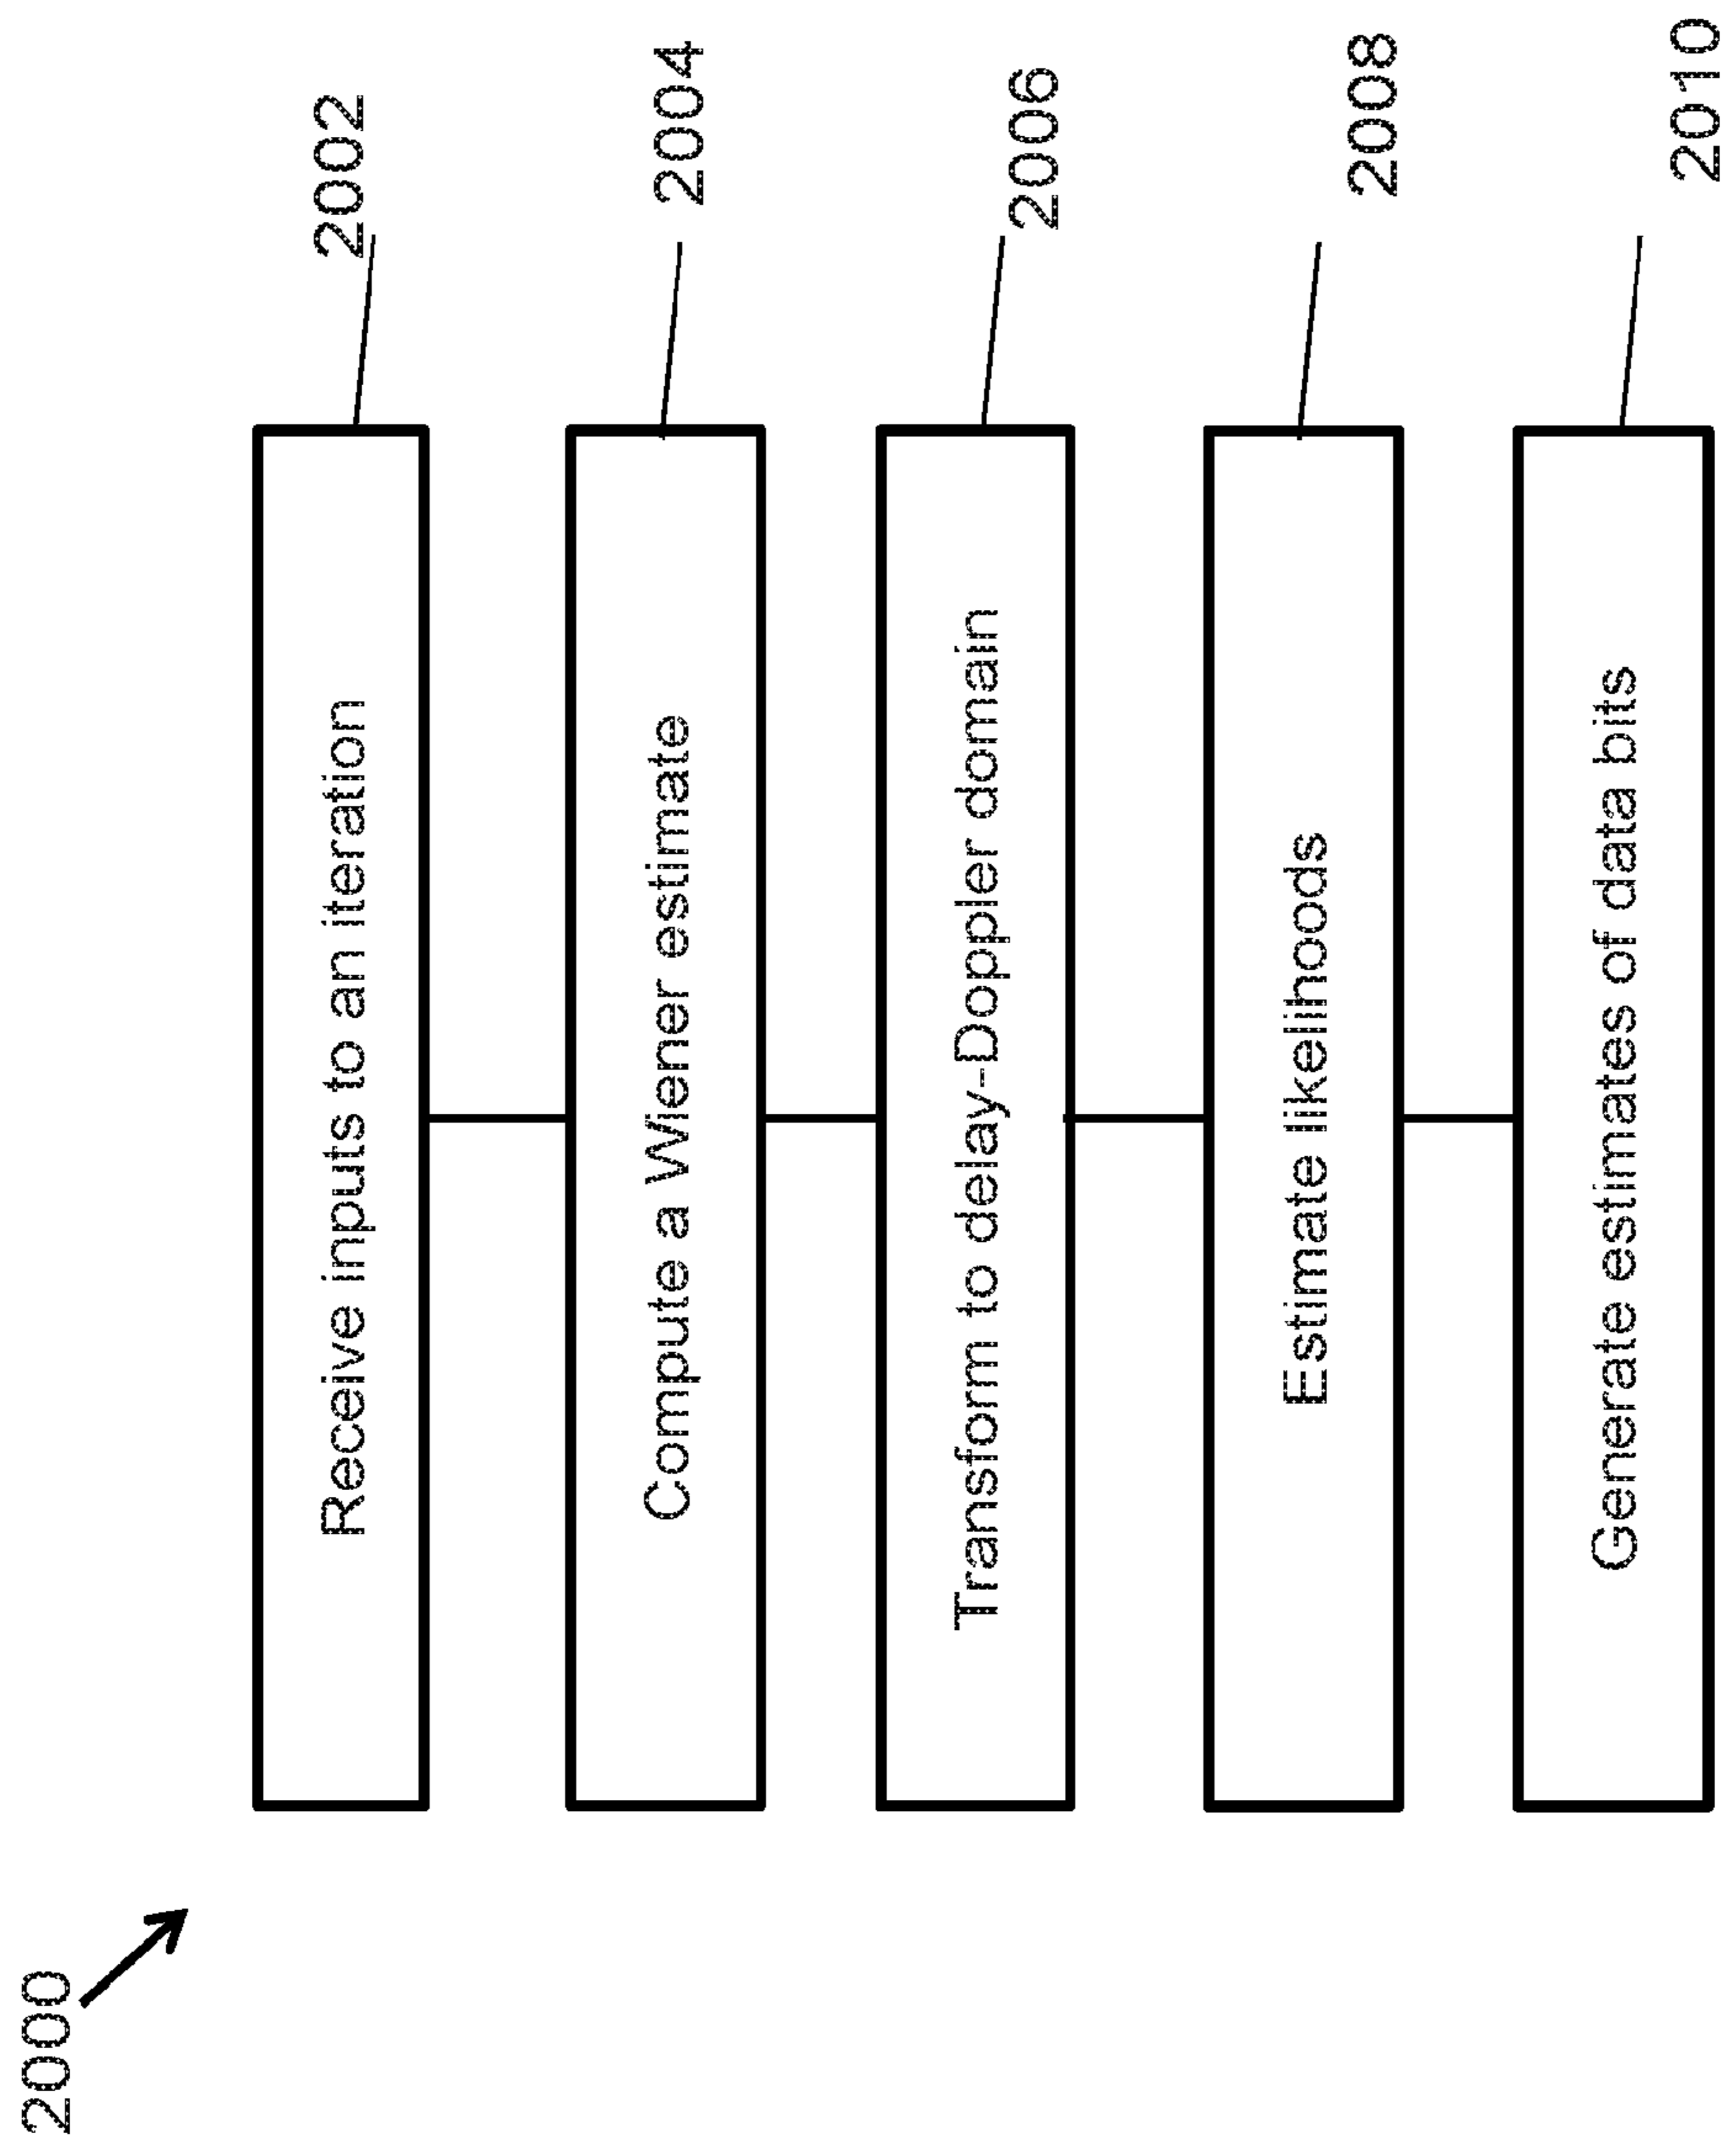 2000
Receive inputs to an iteration
2002
Compute a Wiener estimate
2004
Transform to delay-Doppler domain
2006
Estimate likelihoods
2008
Generate estimates of data bits
2010